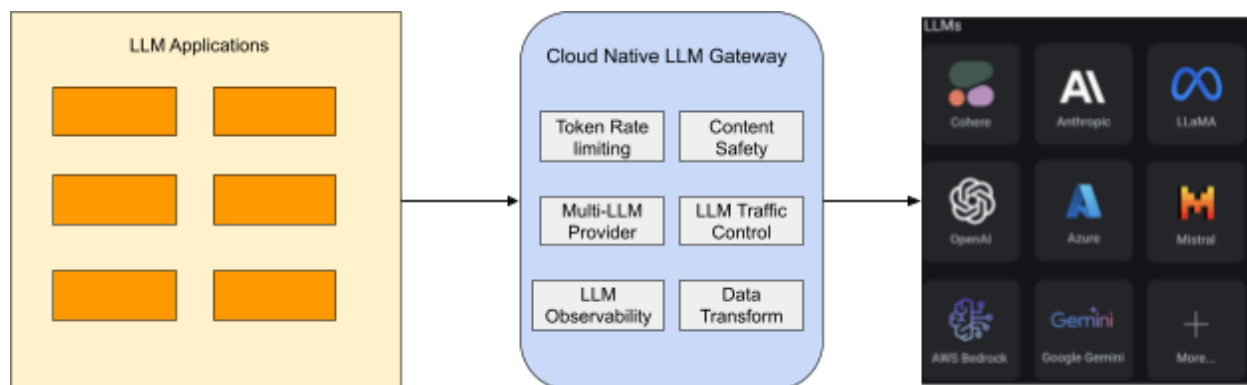 LLM Applications
Cloud Native LLM Gateway
Token Rate
limiting
Content
Safety
Multi-LLM
Provider
LLM Traffic
Control
LLM
Observability
Data
Transform
LLMs
Cohere
Anthropic
LLaMA
OpenAI
Azure
Mistral
AWS Bedrock
Gemini
Google Gemini
More...